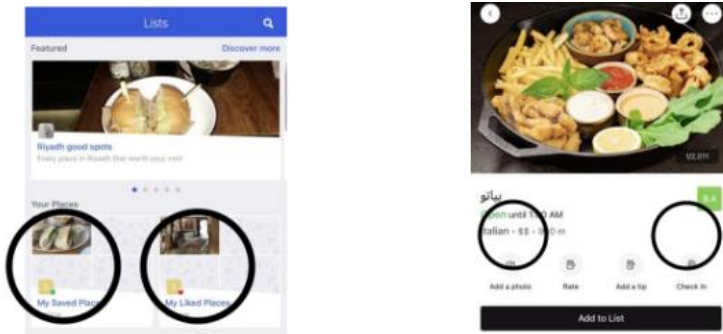 Lists
Featured
Discover more
Riyadh good spots
Every place in Riyadh that worth your visit
Your Places
My Saved Places
My Liked Places
بياتو
Open until AM
Italian - $$ - m
Add a photo
Rate
Add a tip
Check In
Add to List